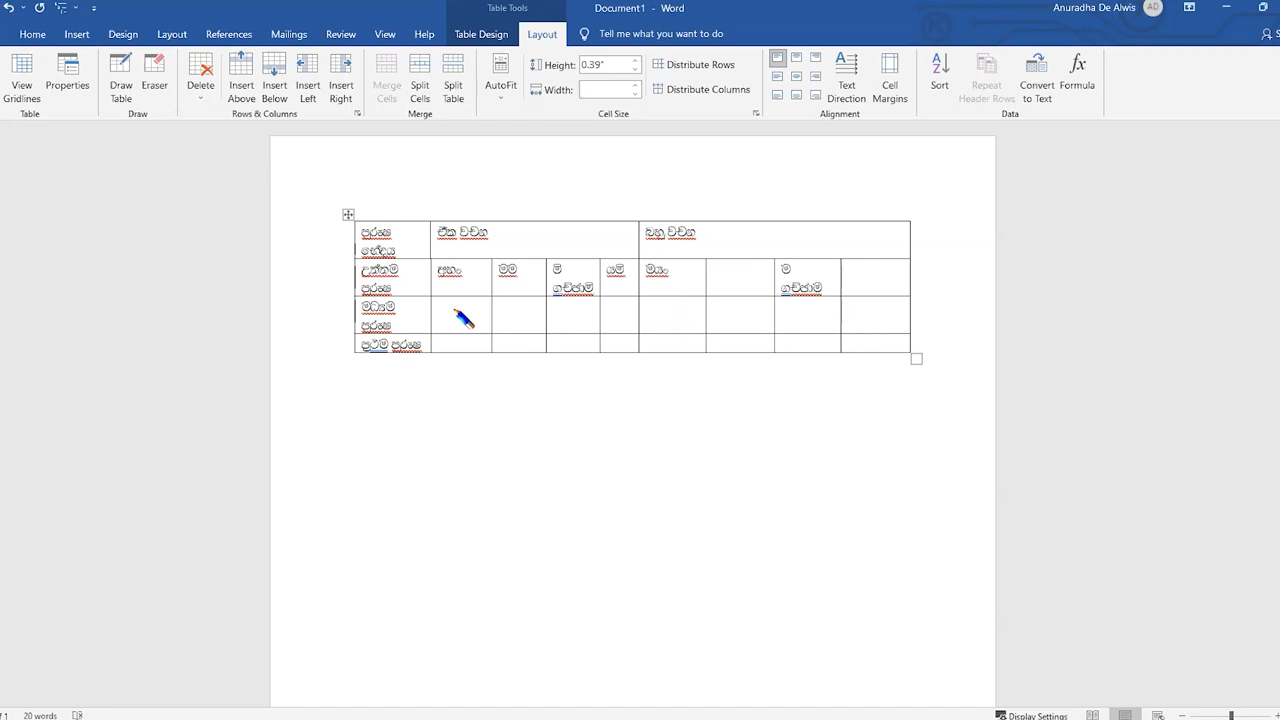 Table Tools
Document1 - Word
Anuradha De Alwis
AD
Home Insert Design Layout References Mailings Review View Help Table Design Layout Tell me what you want to do
View Gridlines
Properties
Draw Table
Eraser
Delete
Insert Above
Insert Below
Insert Left
Insert Right
Merge Cells
Split Cells
Split Table
AutoFit
Height: 0.39"
Width:
Distribute Rows
Distribute Columns
Text Direction
Cell Margins
Sort
Repeat Header Rows
Convert to Text
Formula
Table Draw Rows & Columns Merge Cell Size Alignment Data
පුරුෂ ඒක වචන බහු වචන
භේදය
උත්තම අහං මම මි යමි මයං ම
පුරුෂ ගච්ඡාමි ගච්ඡාම
මධ්‍යම
පුරුෂ
ප්‍රථම පුරුෂ
f 1 20 words Display Settings